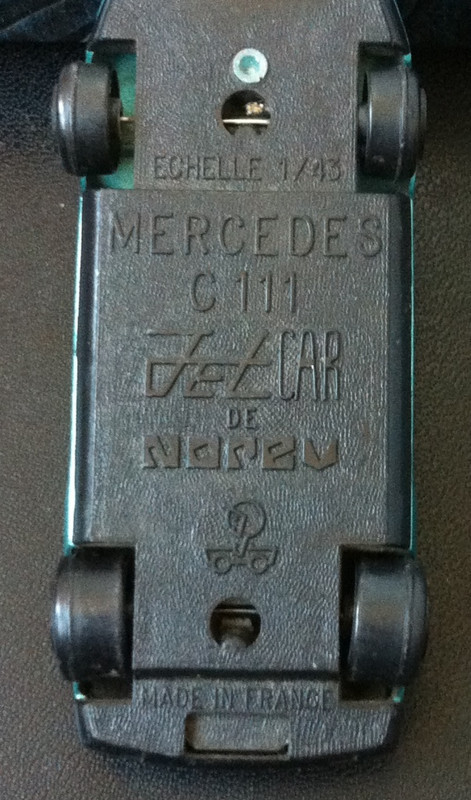 ECHELLE 1/43
MERCEDES
C 111
Jet CAR
DE
NOREV
MADE IN FRANCE